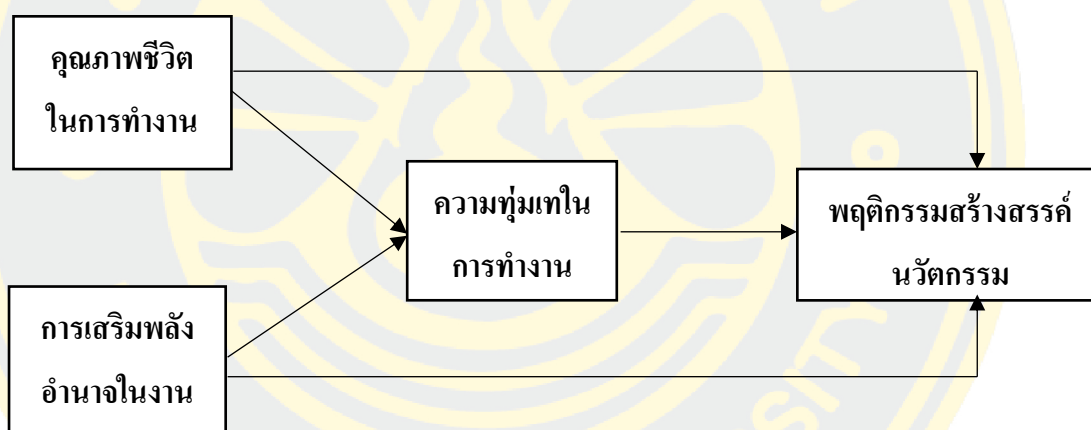 คุณภาพชีวิต
ในการทำงาน
ความทุ่มเทใน
การทำงาน
พฤติกรรมสร้างสรรค์
นวัตกรรม
การเสริมพลัง
อำนาจในงาน
SIT